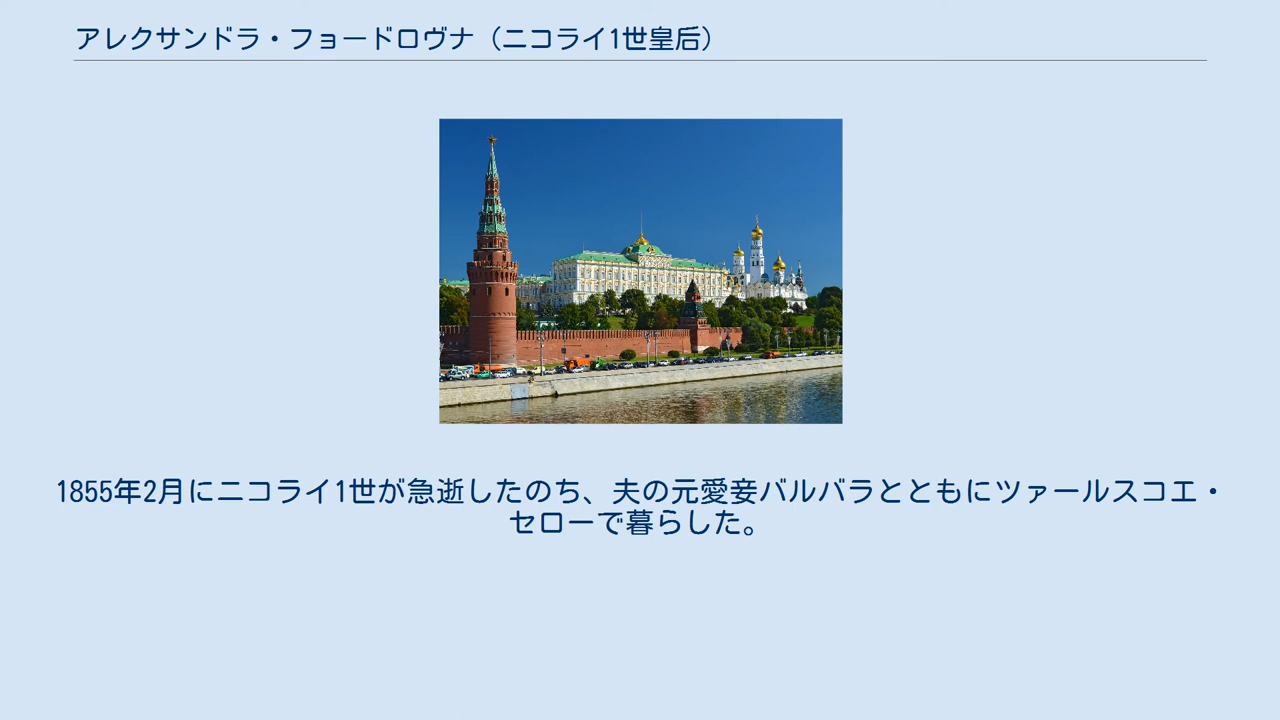 アレクサンドラ・フョードロヴナ（ニコライ1世皇后）
1855年2月にニコライ1世が急逝したのち、夫の元愛妾バルバラとともにツァールスコエ・
セローで暮らした。